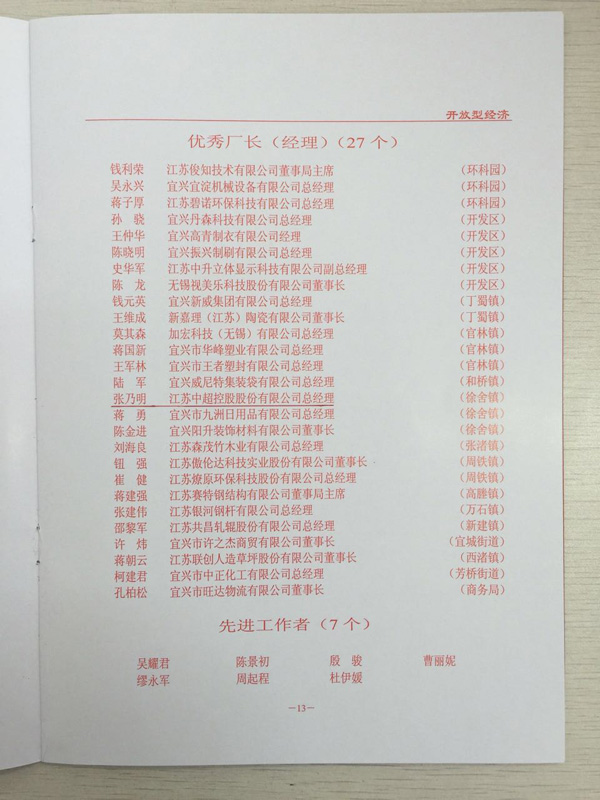 开放型经济
优秀厂长（经理）（27个）
钱利荣 江苏俊知技术有限公司董事局主席 （环科园）
吴永兴 宜兴宜淀机械设备有限公司总经理 （环科园）
蒋子厚 江苏碧诺环保科技有限公司总经理 （环科园）
孙 骁 宜兴丹森科技有限公司总经理 （开发区）
王仲华 宜兴高青制衣有限公司经理 （开发区）
陈晓明 宜兴振兴制刷有限公司总经理 （开发区）
史华军 江苏中升立体显示科技有限公司副总经理 （开发区）
陈 龙 无锡视美乐科技股份有限公司董事长 （开发区）
钱元英 宜兴新威集团有限公司总经理 （丁蜀镇）
王维成 新嘉理（江苏）陶瓷有限公司董事长 （丁蜀镇）
莫其森 加宏科技（无锡）有限公司总经理 （官林镇）
蒋国新 宜兴市华峰塑业有限公司总经理 （官林镇）
王军林 宜兴市王者塑封有限公司总经理 （官林镇）
陆 军 宜兴威尼特集装袋有限公司总经理 （和桥镇）
张乃明 江苏中超控股股份有限公司总经理 （徐舍镇）
蒋 勇 宜兴市九洲日用品有限公司总经理 （徐舍镇）
陈金进 宜兴阳升装饰材料有限公司董事长 （徐舍镇）
刘海良 江苏森茂竹木业有限公司总经理 （张渚镇）
钮 强 江苏傲伦达科技实业股份有限公司董事长 （周铁镇）
崔 健 江苏燎原环保科技股份有限公司总经理 （周铁镇）
蒋建强 江苏赛特钢结构有限公司董事局主席 （高塍镇）
张建伟 江苏银河钢杆有限公司总经理 （万石镇）
邵黎军 江苏共昌轧辊股份有限公司总经理 （新建镇）
许 炜 宜兴市许之杰商贸有限公司董事长 （宜城街道）
蒋朝云 江苏联创人造草坪股份有限公司董事长 （西渚镇）
柯建君 宜兴市中正化工有限公司总经理 （芳桥街道）
孔柏松 宜兴市旺达物流有限公司董事长 （商务局）
先进工作者（7个）
吴耀君 陈景初 殷 骏 曹丽妮
缪永军 周起程 杜伊媛
－13－